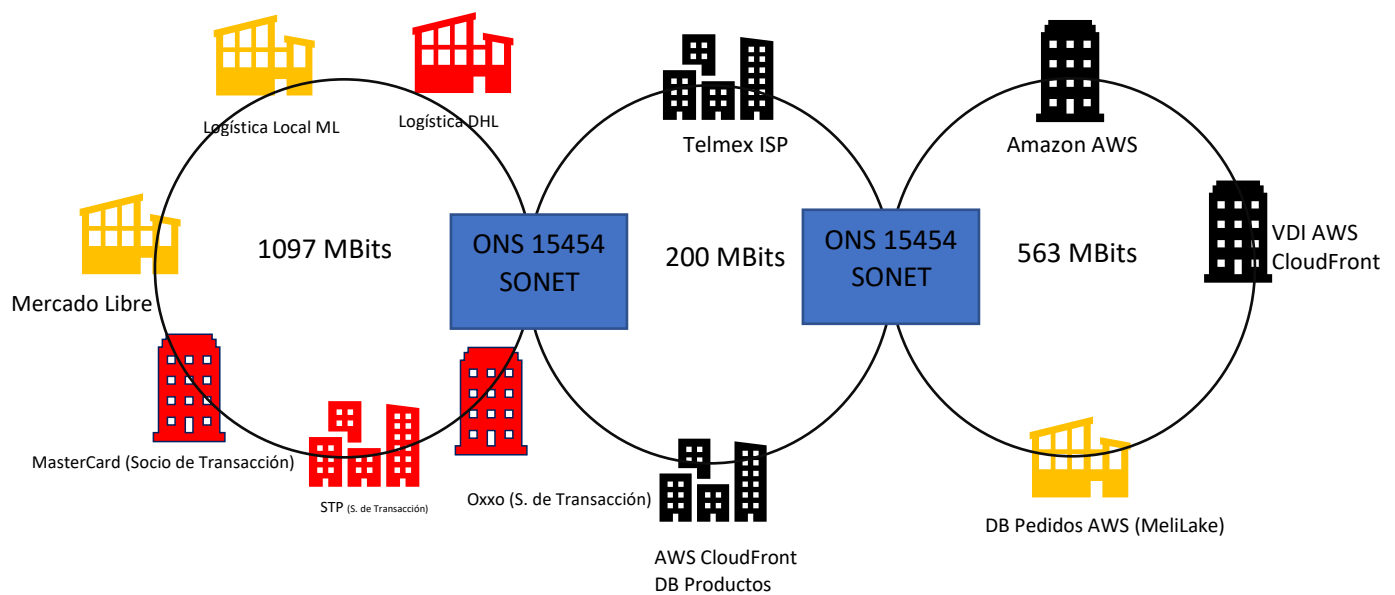 Logística Local ML
Logística DHL
Telmex ISP
Amazon AWS
Mercado Libre
1097 MBits
ONS 15454
SONET
200 MBits
ONS 15454
SONET
563 MBits
VDI AWS
CloudFront
MasterCard (Socio de Transacción)
STP (S. de Transacción)
Oxxo (S. de Transacción)
AWS CloudFront
DB Productos
DB Pedidos AWS (MeliLake)